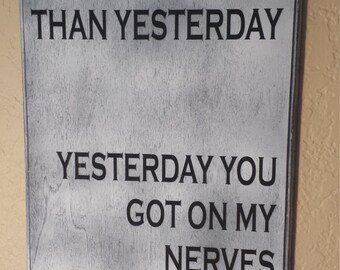 THAN YESTERDAY
YESTERDAY YOU
GOT ON MY
NERVES